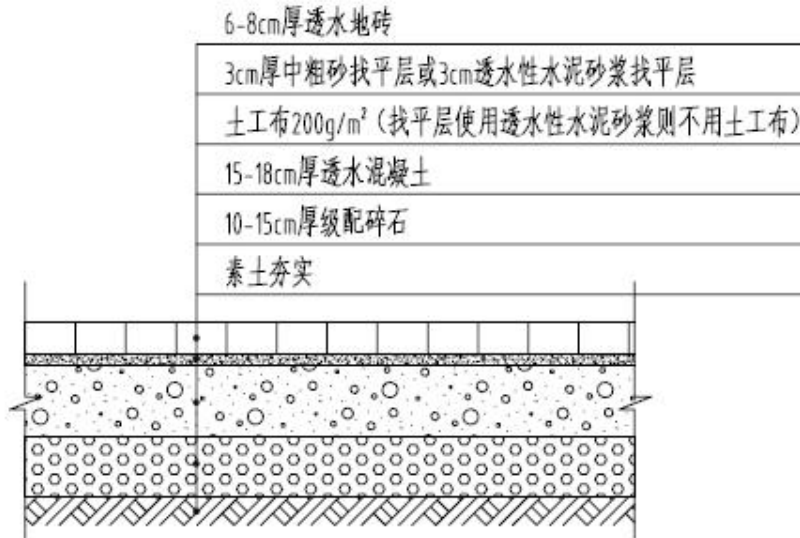 6-8cm厚透水地砖
3cm厚中粗砂找平层或3cm透水性水泥砂浆找平层
土工布200g/m²(找平层使用透水性水泥砂浆则不用土工布)
15-18cm厚透水混凝土
10-15cm厚级配碎石
素土夯实